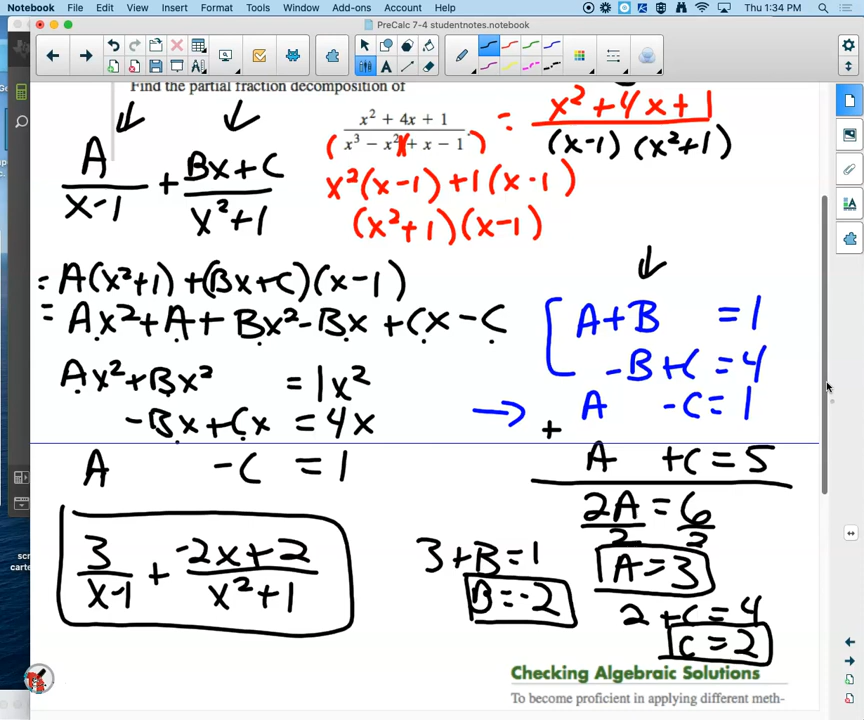 Notebook File Edit View Insert Format Tools Window Add-ons Account Help Thu 1:34 PM
PreCalc 7-4 studentnotes.notebook
Find the partial fraction decomposition of
x² + 4x + 1
x³ − x² + x − 1
= x² + 4x + 1
(x-1) (x²+1)
A + Bx+C
x-1 x²+1
x²(x-1)+1(x-1)
(x²+1)(x-1)
= A(x²+1)+(Bx+C)(x-1)
= Ax²+A+Bx²-Bx+Cx-C
Ax²+Bx² = 1x²
-Bx+Cx = 4x
A -C = 1
A+B = 1
-B+C = 4
→ A -C = 1
+ A +C = 5
2A = 6
2 2
A = 3
3+B=1
B=-2
2+C=4
C=2
3 + -2x+2
x-1 x²+1
Checking Algebraic Solutions
To become proficient in applying different meth-